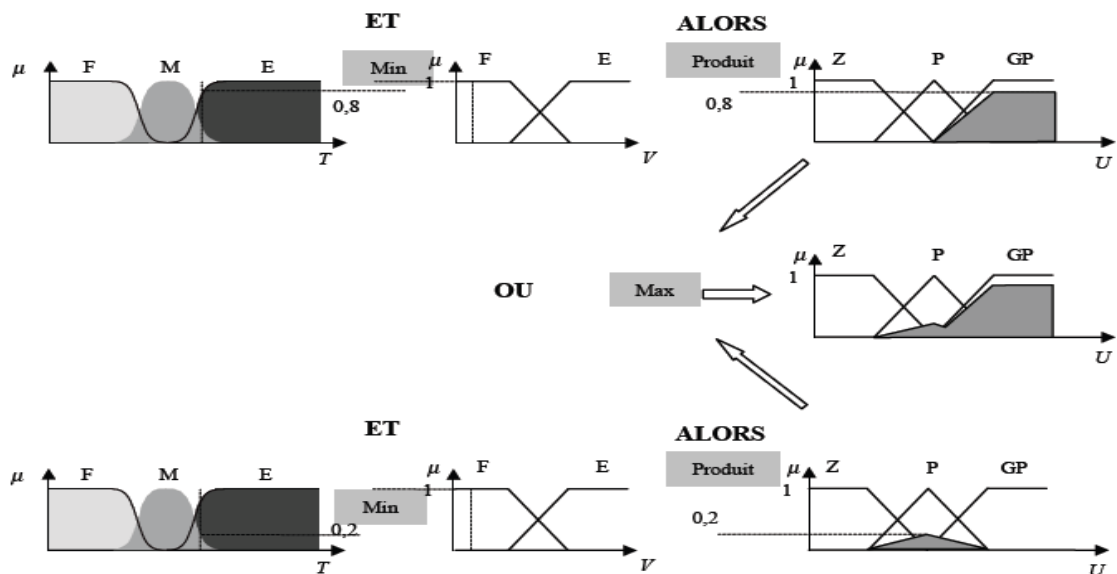 ET
ALORS
μ
F
M
E
Min
1
F
E
Produit
μ
1
Z
P
GP
0,8
0,8
T
V
U
OU
Max
μ
1
Z
P
GP
U
ET
ALORS
μ
F
M
E
Min
μ
1
F
E
Produit
μ
1
Z
P
GP
0,2
0,2
T
V
U